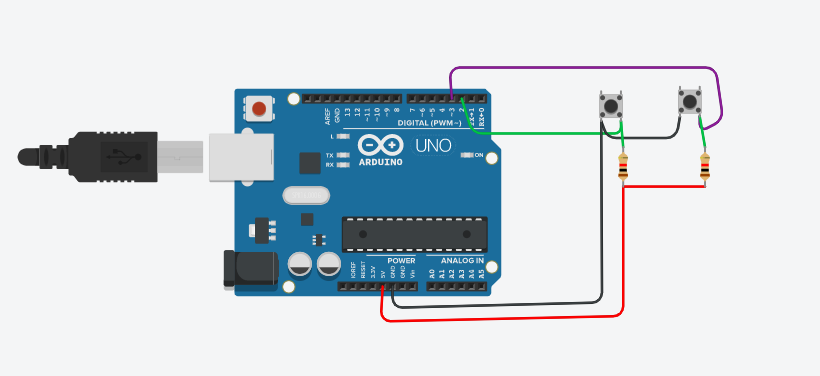 AREF
GND
13
12
~11
~10
~9
8
7
~6
~5
4
~3
2
TX→1
RX←0
DIGITAL (PWM~)
L
TX
RX
ARDUINO
UNO
ON
POWER
ANALOG IN
IOREF
RESET
3.3V
5V
GND
GND
Vin
A0
A1
A2
A3
A4
A5